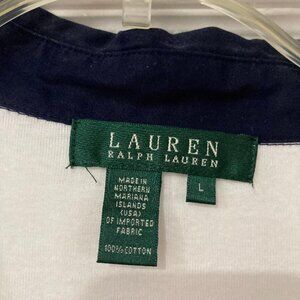 LAUREN
RALPH LAUREN
L
MADE IN
NORTHERN
MARIANA
ISLANDS
(USA)
OF IMPORTED
FABRIC
100% COTTON